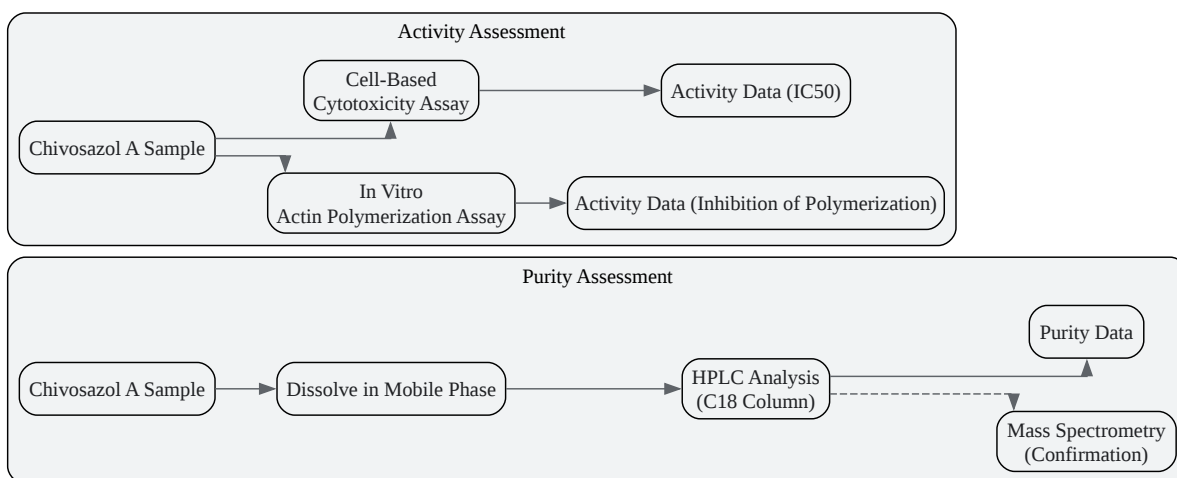 Activity Assessment
Cell-Based
Cytotoxicity Assay
Activity Data (IC50)
Chivosazol A Sample
In Vitro
Actin Polymerization Assay
Activity Data (Inhibition of Polymerization)
Purity Assessment
Purity Data
Chivosazol A Sample
Dissolve in Mobile Phase
HPLC Analysis
(C18 Column)
Mass Spectrometry
(Confirmation)